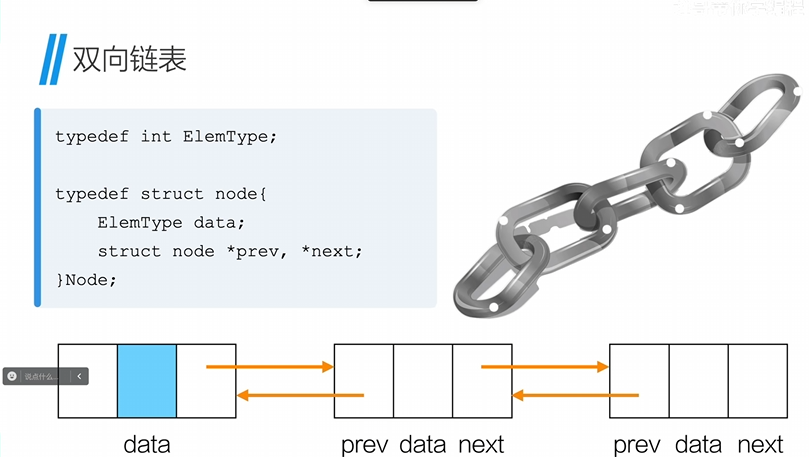 双向链表
typedef int ElemType;
typedef struct node{
ElemType data;
struct node *prev, *next;
}Node;
说点什么...
data
prev data next
prev data next